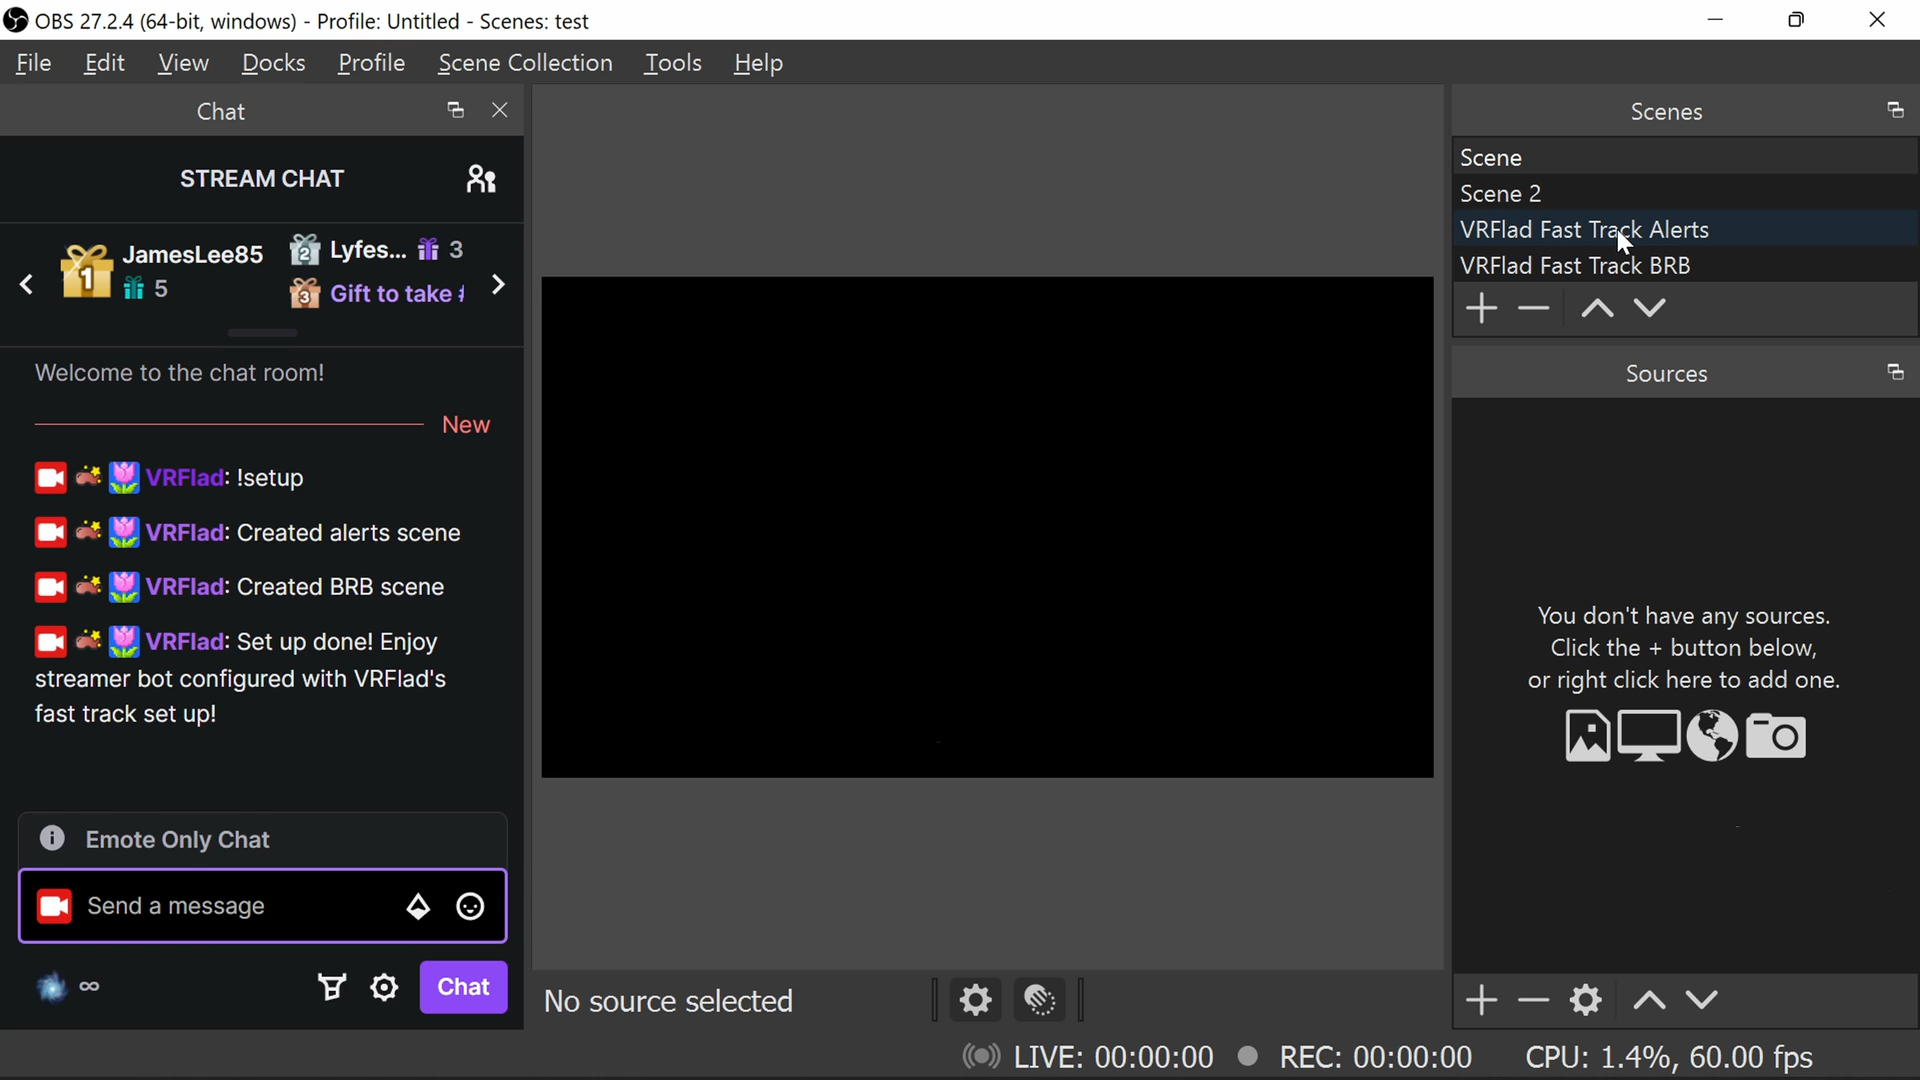 OBS 27.2.4 (64-bit, windows) - Profile: Untitled - Scenes: test
File Edit View Docks Profile Scene Collection Tools Help
Chat
STREAM CHAT
1 JamesLee85
5
2 Lyfes... 3
3 Gift to take #
Welcome to the chat room!
New
VRFlad: !setup
VRFlad: Created alerts scene
VRFlad: Created BRB scene
VRFlad: Set up done! Enjoy
streamer bot configured with VRFlad's
fast track set up!
Emote Only Chat
Send a message
∞
Chat
No source selected
Scenes
Scene
Scene 2
VRFlad Fast Track Alerts
VRFlad Fast Track BRB
Sources
You don't have any sources.
Click the + button below,
or right click here to add one.
LIVE: 00:00:00 REC: 00:00:00 CPU: 1.4%, 60.00 fps